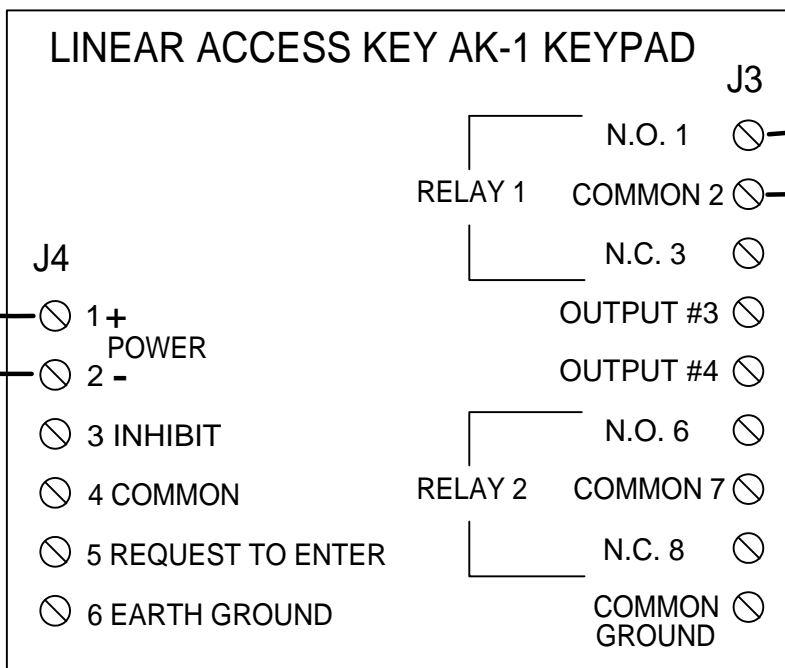 LINEAR ACCESS KEY AK-1 KEYPAD
J3
N.O. 1
RELAY 1
COMMON 2
N.C. 3
OUTPUT #3
OUTPUT #4
N.O. 6
RELAY 2
COMMON 7
N.C. 8
COMMON
GROUND
J4
1 +
POWER
2 -
3 INHIBIT
4 COMMON
5 REQUEST TO ENTER
6 EARTH GROUND